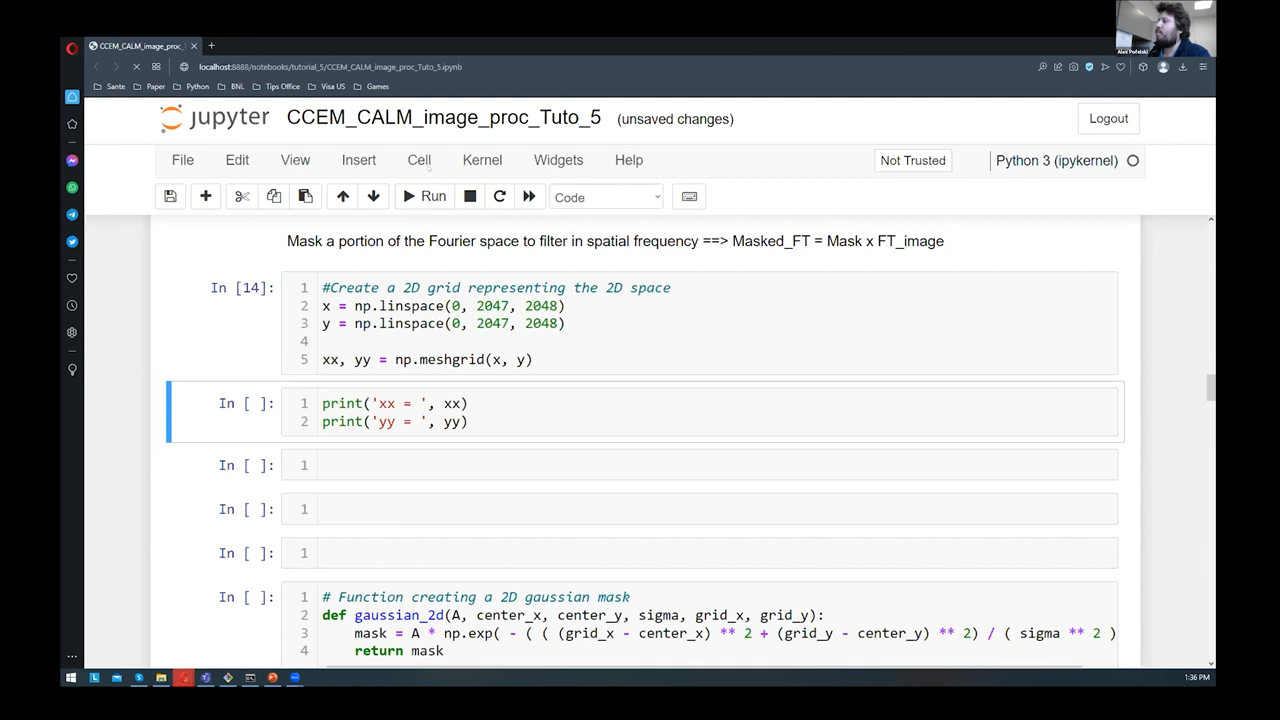 CCEM_CALM_image_proc_
localhost:8888/notebooks/tutorial_5/CCEM_CALM_image_proc_Tuto_5.ipynb
Sante Paper Python BNL Tips Office Visa US Games
Alex Pofelski
jupyter CCEM_CALM_image_proc_Tuto_5 (unsaved changes) Logout
File Edit View Insert Cell Kernel Widgets Help Not Trusted Python 3 (ipykernel)
Run Code
Mask a portion of the Fourier space to filter in spatial frequency ==> Masked_FT = Mask x FT_image
In [14]: 1 #Create a 2D grid representing the 2D space
2 x = np.linspace(0, 2047, 2048)
3 y = np.linspace(0, 2047, 2048)
4
5 xx, yy = np.meshgrid(x, y)
In [ ]: 1 print('xx = ', xx)
2 print('yy = ', yy)
In [ ]: 1
In [ ]: 1
In [ ]: 1
In [ ]: 1 # Function creating a 2D gaussian mask
2 def gaussian_2d(A, center_x, center_y, sigma, grid_x, grid_y):
3 mask = A * np.exp( - ( ( (grid_x - center_x) ** 2 + (grid_y - center_y) ** 2) / ( sigma ** 2 )
4 return mask
1:36 PM